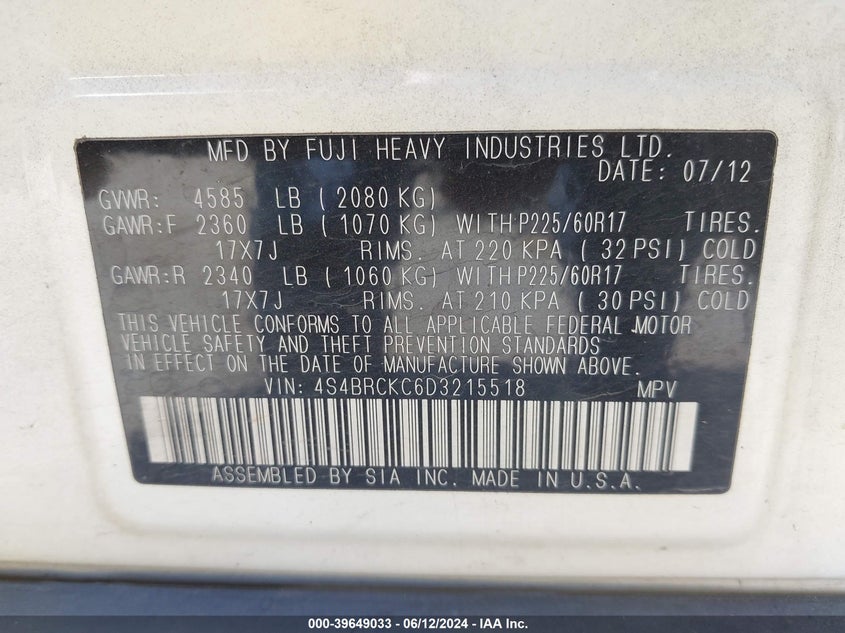 MFD BY FUJI HEAVY INDUSTRIES LTD.
DATE: 07/12
GVWR: 4585 LB ( 2080 KG)
GAWR:F 2360 LB ( 1070 KG) WITH P225/60R17 TIRES.
17X7J RIMS. AT 220 KPA ( 32 PSI) COLD
GAWR:R 2340 LB ( 1060 KG) WITH P225/60R17 TIRES.
17X7J RIMS. AT 210 KPA ( 30 PSI) COLD
THIS VEHICLE CONFORMS TO ALL APPLICABLE FEDERAL MOTOR
VEHICLE SAFETY AND THEFT PREVENTION STANDARDS
IN EFFECT ON THE DATE OF MANUFACTURE SHOWN ABOVE.
VIN: 4S4BRCKC6D3215518 MPV
ASSEMBLED BY SIA INC. MADE IN U.S.A.
000-39649033 - 06/12/2024 - IAA Inc.